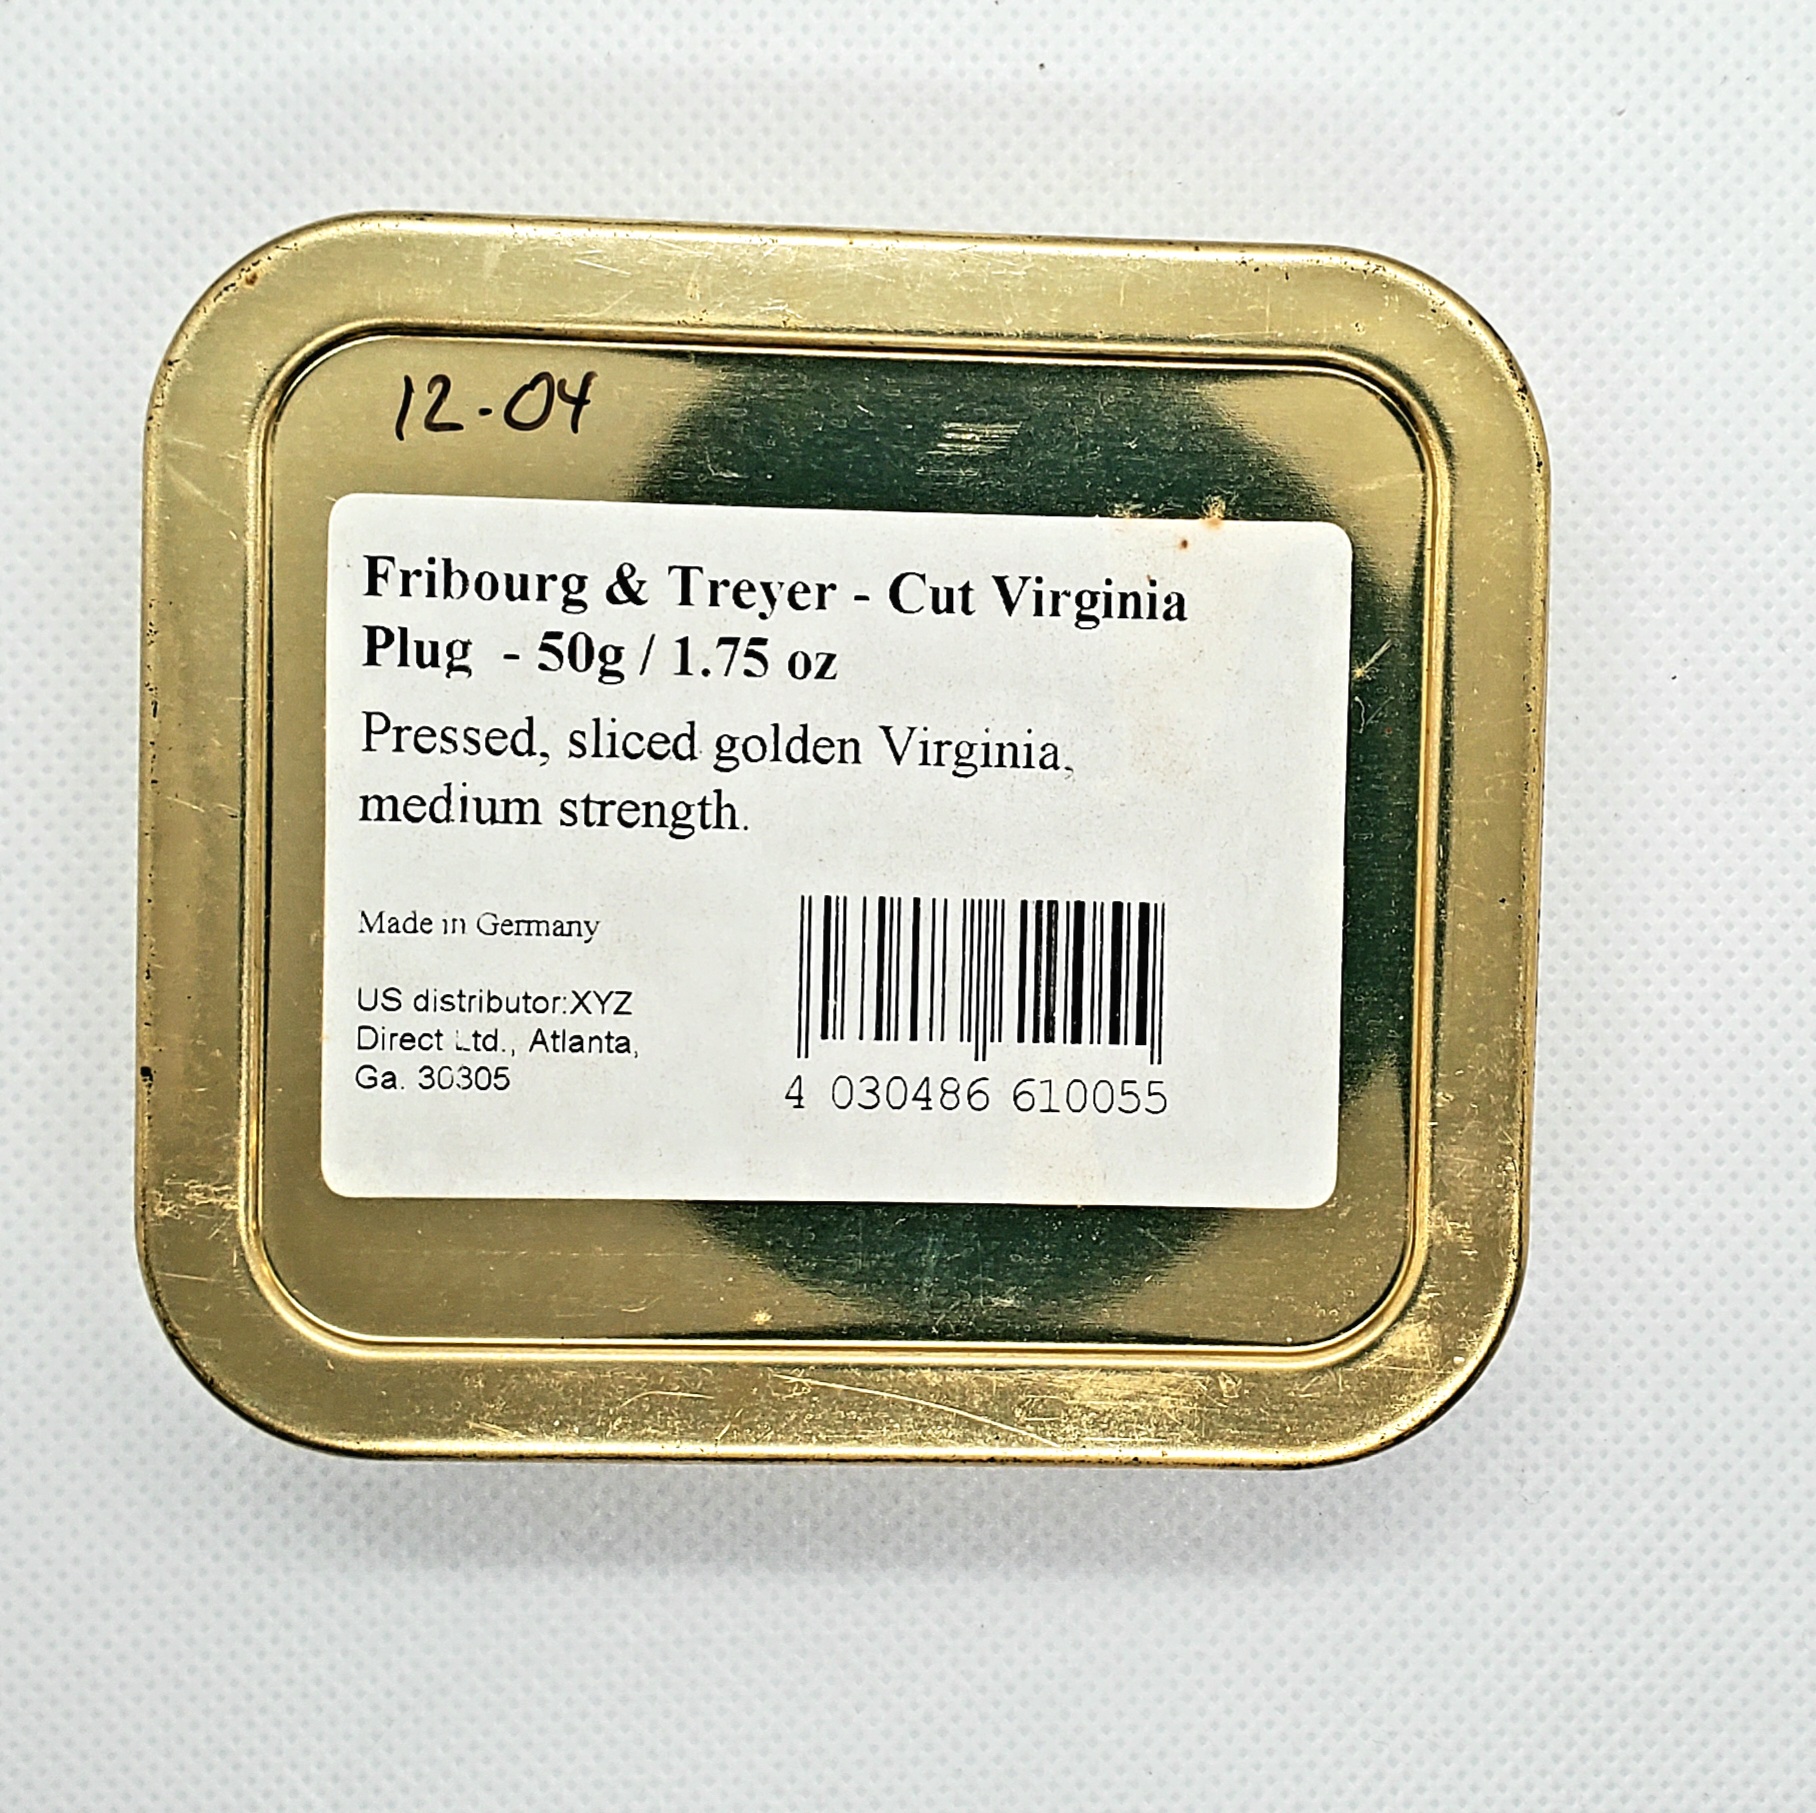 12-04
Fribourg & Treyer - Cut Virginia
Plug - 50g / 1.75 oz
Pressed, sliced golden Virginia,
medium strength.
Made in Germany
US distributor:XYZ
Direct Ltd., Atlanta,
Ga. 30305
4 030486 610055